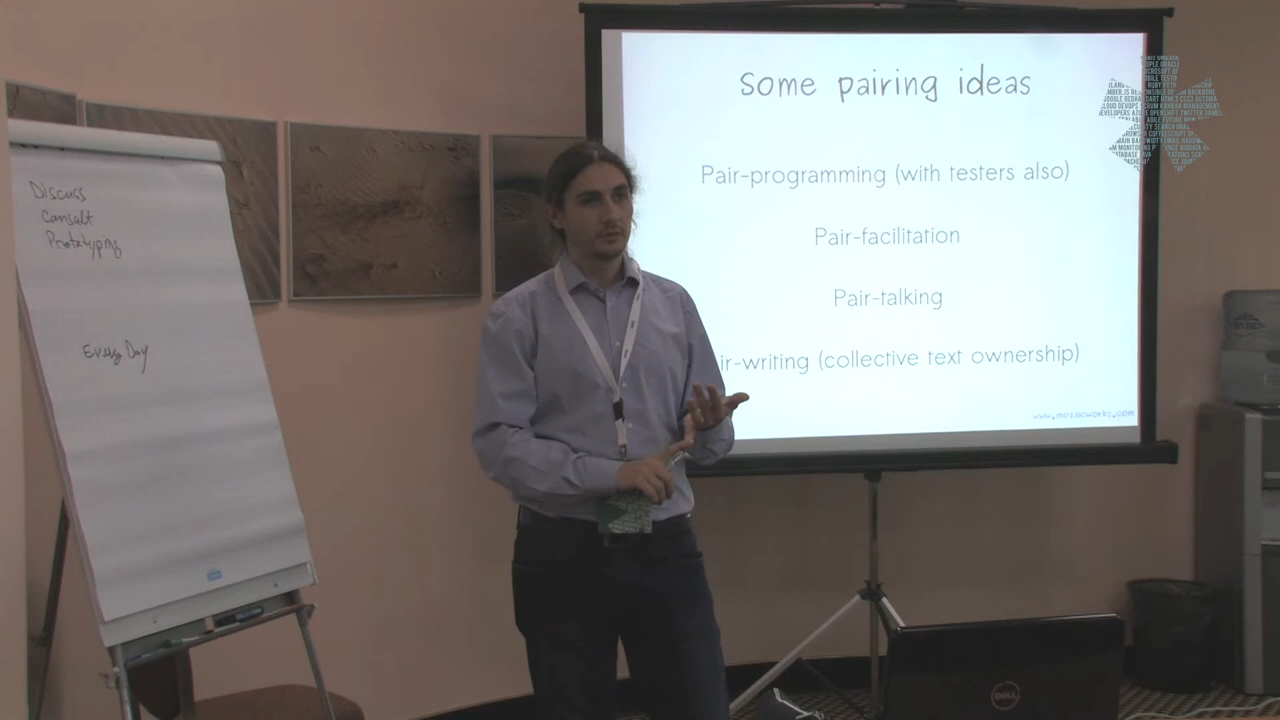 Discuss
Consult
Prototyping
Every Day
some pairing ideas
Pair-programming (with testers also)
Pair-facilitation
Pair-talking
ir-writing (collective text ownership)
www.mozaicworks.com
DELL